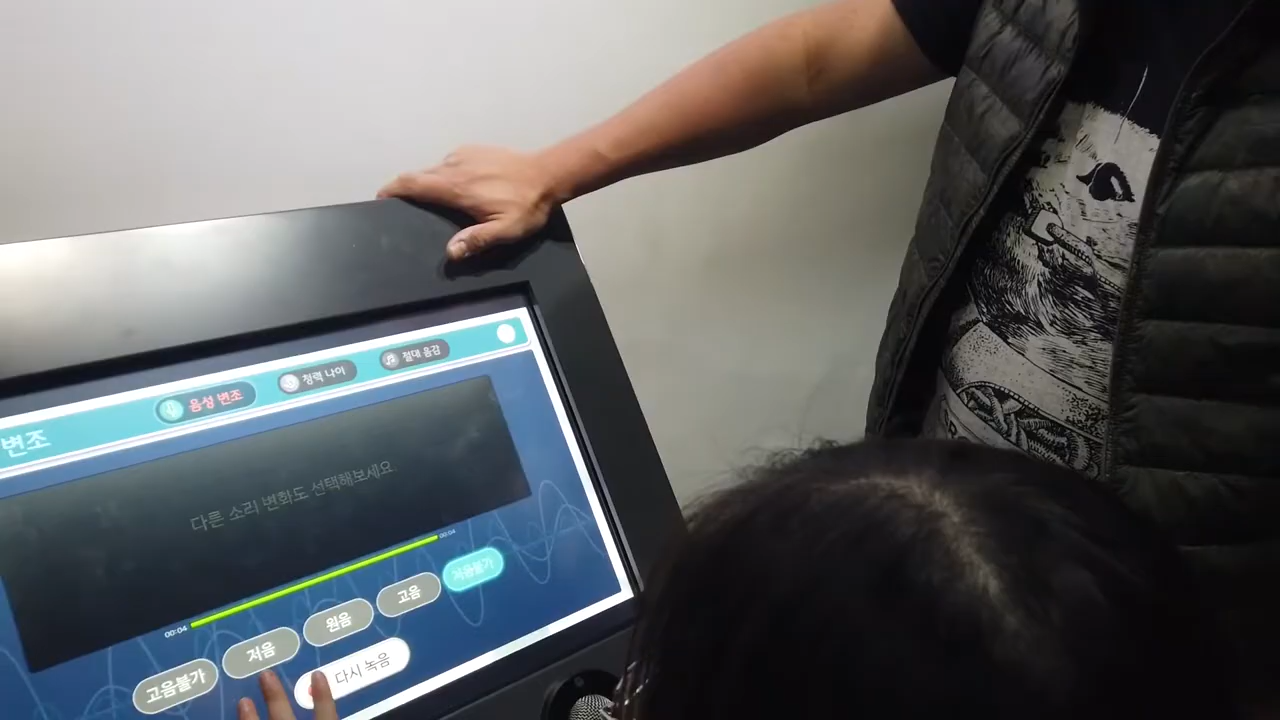 변조
음성 변조
청력 나이
절대 음감
다른 소리 변화도 선택해보세요.
00:04
00:04
고음불가
저음
원음
고음
저음불가
다시 녹음